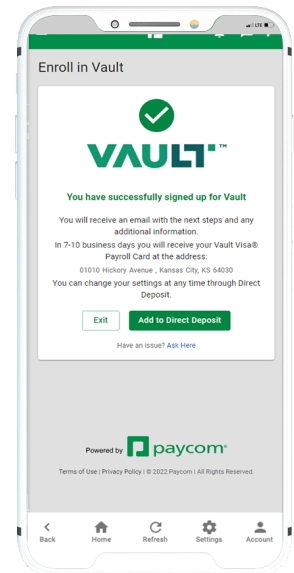 LTE
Enroll in Vault
VAULT™
You have successfully signed up for Vault
You will receive an email with the next steps and any
additional information.
In 7-10 business days you will receive your Vault Visa®
Payroll Card at the address:
01010 Hickory Avenue , Kansas City, KS 64030
You can change your settings at any time through Direct
Deposit.
Exit
Add to Direct Deposit
Have an issue? Ask Here
Powered by paycom®
Terms of Use | Privacy Policy | © 2022 Paycom | All Rights Reserved.
Back Home Refresh Settings Account